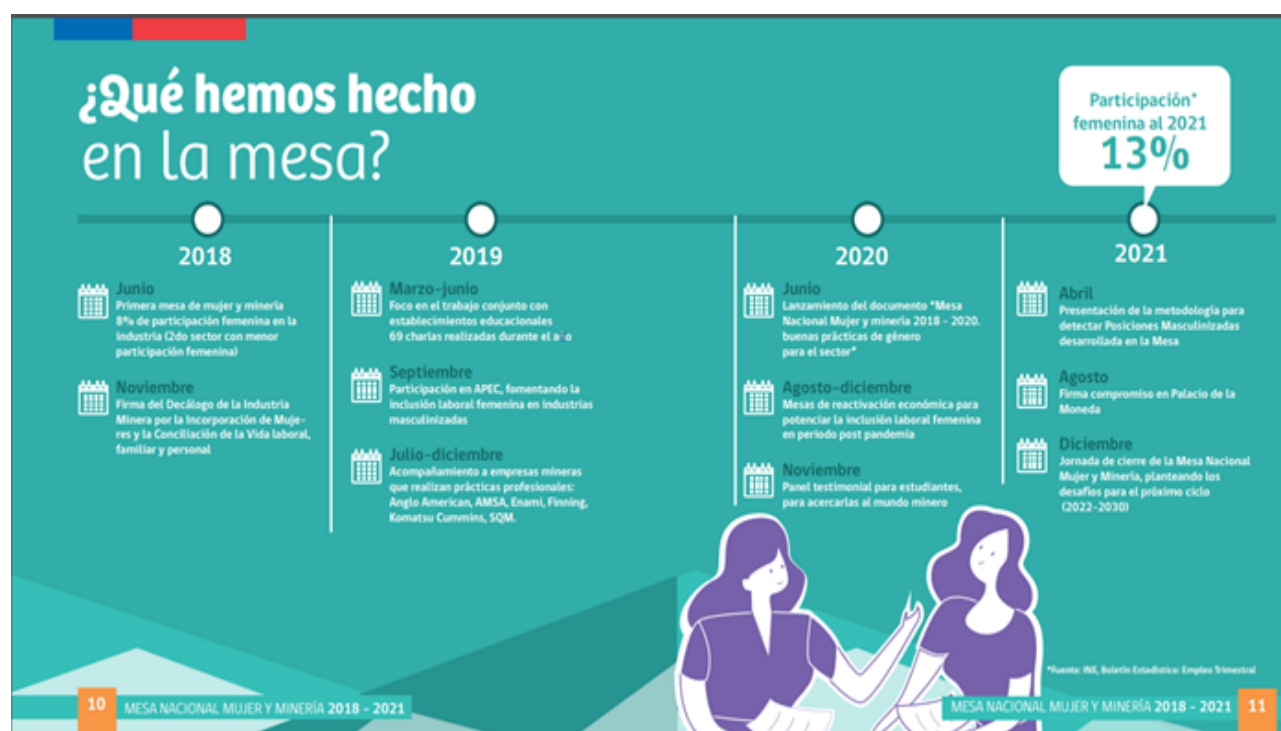 ¿Qué hemos hecho
en la mesa?
Participación*
femenina al 2021
13%
2018
Junio
Primera mesa de mujer y minería
8% de participación femenina en la
industria (2do sector con menor
participación femenina)
Noviembre
Firma del Decálogo de la Industria
Minera por la Incorporación de Muje-
res y la Conciliación de la Vida laboral,
familiar y personal
2019
Marzo-junio
Foco en el trabajo conjunto con
establecimientos educacionales
69 charlas realizadas durante el año
Septiembre
Participación en APEC, fomentando la
inclusión laboral femenina en industrias
masculinizadas
Julio-diciembre
Acompañamiento a empresas mineras
que realizan prácticas profesionales:
Anglo American, AMSA, Enami, Finning,
Komatsu Cummins, SQM.
2020
Junio
Lanzamiento del documento "Mesa
Nacional Mujer y minería 2018 - 2020.
buenas prácticas de género
para el sector"
Agosto-diciembre
Mesas de reactivación económica para
potenciar la inclusión laboral femenina
en periodo post pandemia
Noviembre
Panel testimonial para estudiantes,
para acercarlas al mundo minero
2021
Abril
Presentación de la metodología para
detectar Posiciones Masculinizadas
desarrollada en la Mesa
Agosto
Firma compromiso en Palacio de la
Moneda
Diciembre
Jornada de cierre de la Mesa Nacional
Mujer y Minería, planteando los
desafíos para el próximo ciclo
(2022-2030)
*Fuente: INE, Boletín Estadístico: Empleo Trimestral
10 MESA NACIONAL MUJER Y MINERÍA 2018 - 2021
MESA NACIONAL MUJER Y MINERÍA 2018 - 2021 11